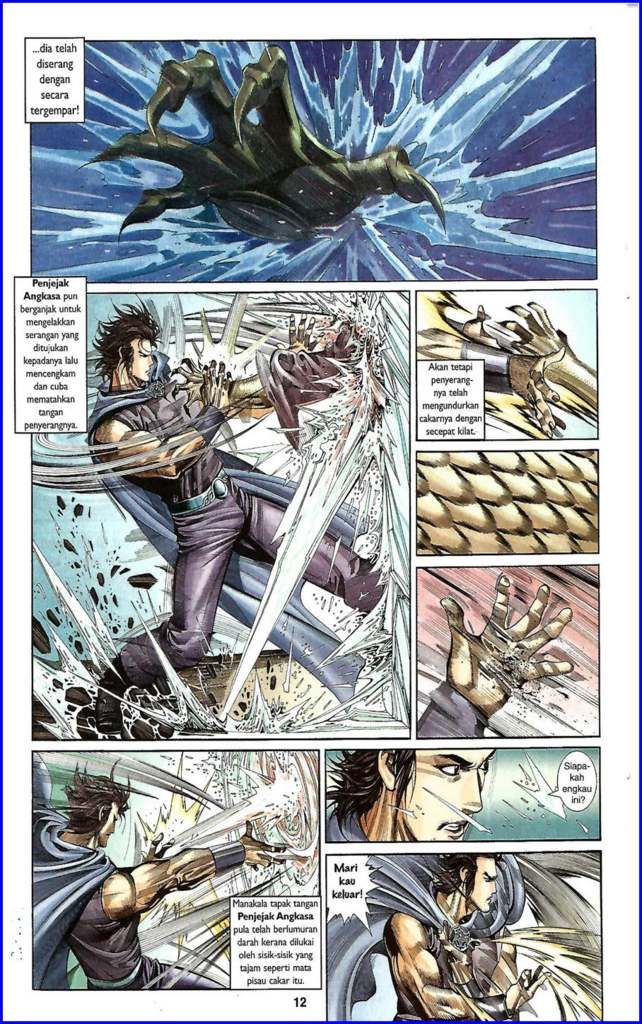 ...dia telah
diserang
dengan
secara
tergempar!
Penjejak
Angkasa pun
berganjak untuk
mengelakkan
serangan yang
ditujukan
kepadanya lalu
mencengkam
dan cuba
mematahkan
tangan
penyerangnya.
Akan tetapi
penyerang-
nya telah
mengundurkan
cakarnya dengan
secepat kilat.
Siapa-
kah
engkau
ini?
Manakala tapak tangan
Penjejak Angkasa
pula telah berlumuran
darah kerana dilukai
oleh sisik-sisik yang
tajam seperti mata
pisau cakar itu.
Mari
kau
keluar!
12